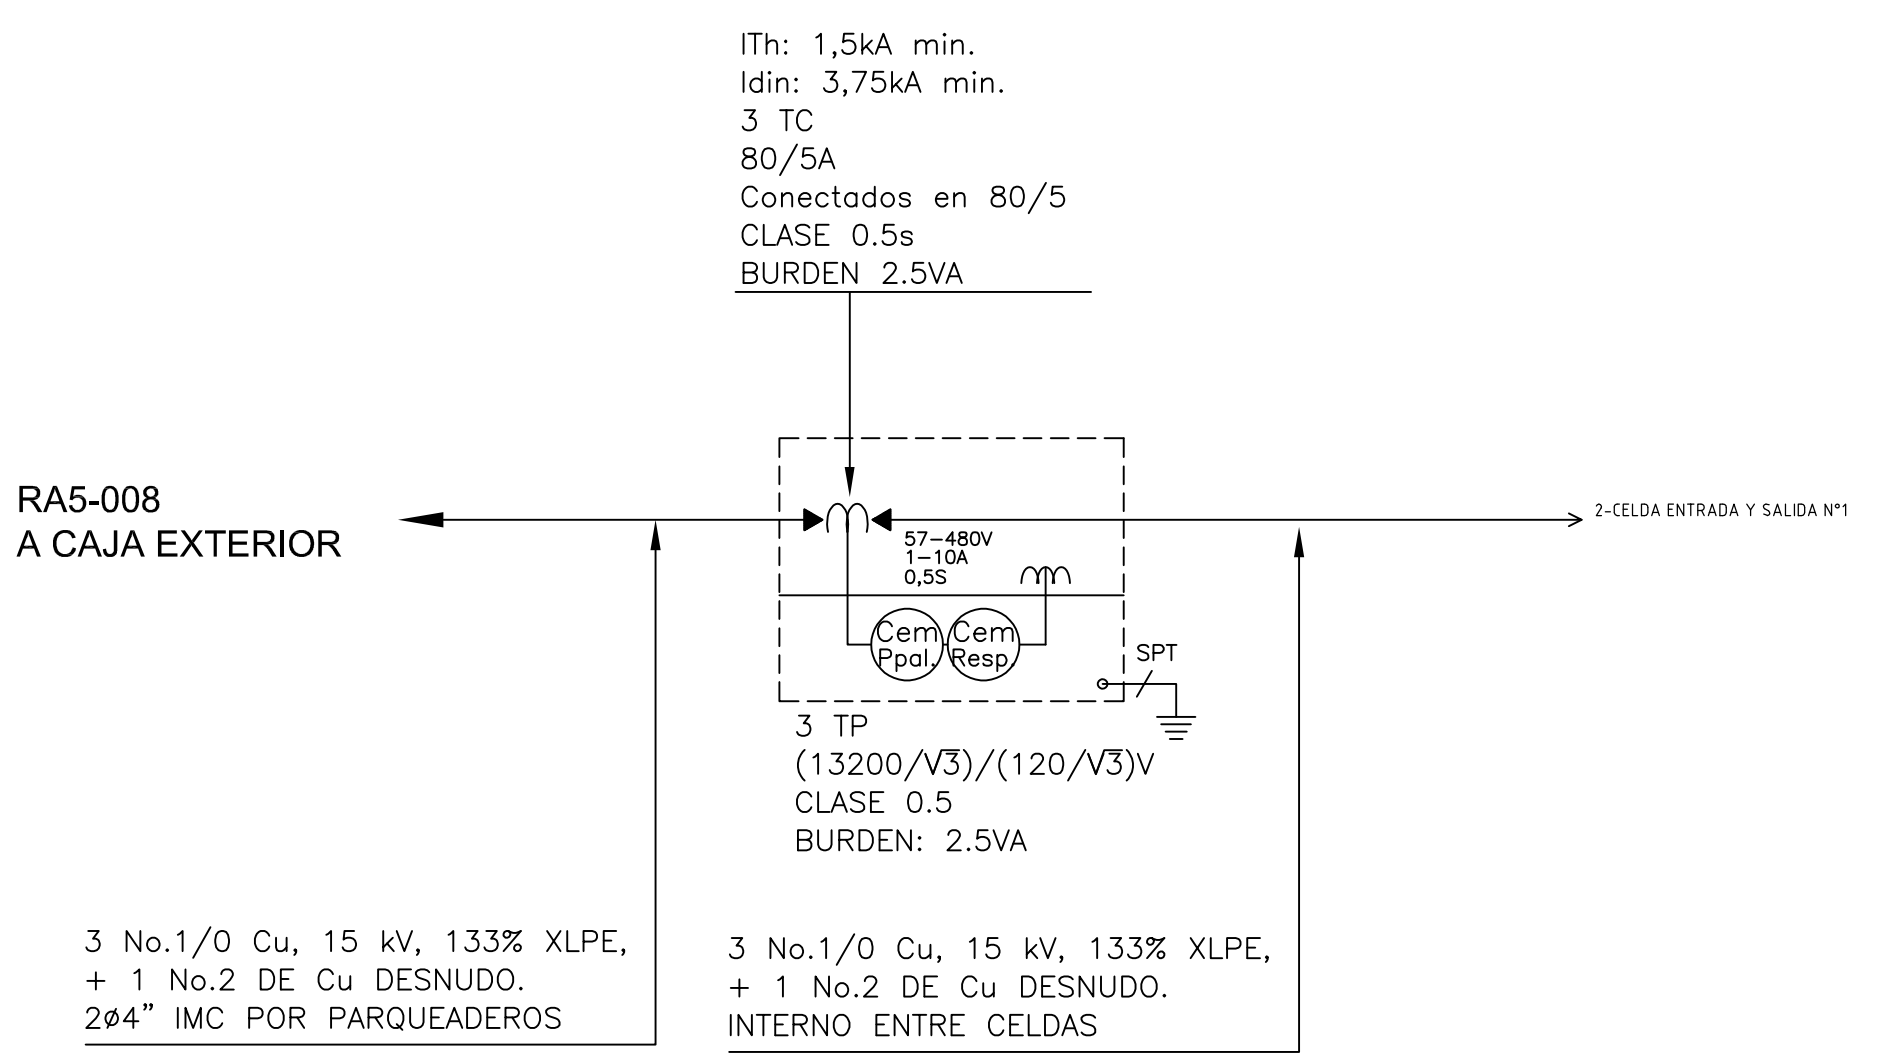 ITh: 1,5kA min.
Idin: 3,75kA min.
3 TC
80/5A
Conectados en 80/5
CLASE 0.5s
BURDEN 2.5VA
RA5-008
A CAJA EXTERIOR
2-CELDA ENTRADA Y SALIDA N°1
57-480V
1-10A
0,5S
Cem
Ppal.
Cem
Resp.
SPT
3 TP
(13200/√3)/(120/√3)V
CLASE 0.5
BURDEN: 2.5VA
3 No.1/0 Cu, 15 kV, 133% XLPE,
+ 1 No.2 DE Cu DESNUDO.
2ø4" IMC POR PARQUEADEROS
3 No.1/0 Cu, 15 kV, 133% XLPE,
+ 1 No.2 DE Cu DESNUDO.
INTERNO ENTRE CELDAS